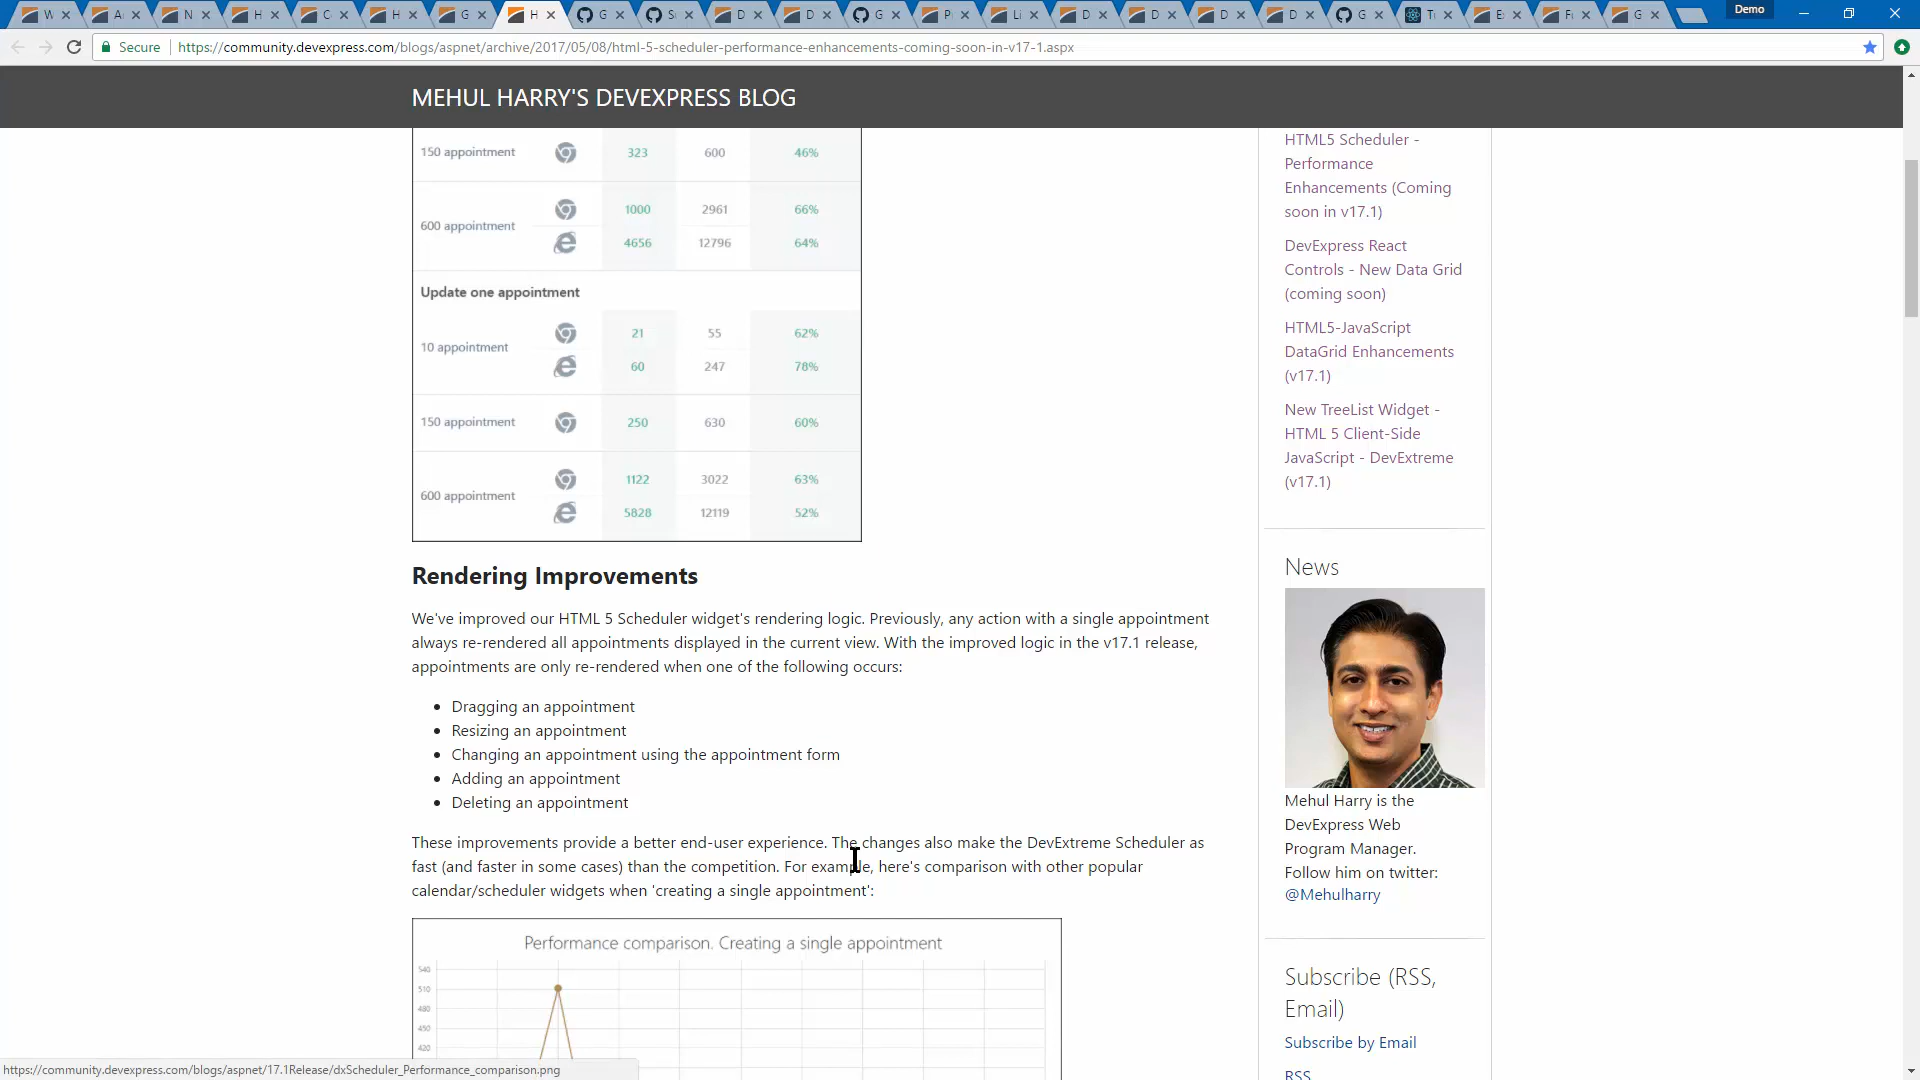 W
A
N
H
C
H
G
H
G
S
D
D
G
P
Li
D
D
D
D
G
Tu
E
F
G
Demo
Secure
https://community.devexpress.com/blogs/aspnet/archive/2017/05/08/html-5-scheduler-performance-enhancements-coming-soon-in-v17-1.aspx
MEHUL HARRY'S DEVEXPRESS BLOG
150 appointment 323 600 46%
600 appointment
1000 2961 66%
4656 12796 64%
Update one appointment
10 appointment
21 55 62%
60 247 78%
150 appointment 250 630 60%
600 appointment
1122 3022 63%
5828 12119 52%
Rendering Improvements
We've improved our HTML 5 Scheduler widget's rendering logic. Previously, any action with a single appointment
always re-rendered all appointments displayed in the current view. With the improved logic in the v17.1 release,
appointments are only re-rendered when one of the following occurs:
• Dragging an appointment
• Resizing an appointment
• Changing an appointment using the appointment form
• Adding an appointment
• Deleting an appointment
These improvements provide a better end-user experience. The changes also make the DevExtreme Scheduler as
fast (and faster in some cases) than the competition. For example, here's comparison with other popular
calendar/scheduler widgets when 'creating a single appointment':
Performance comparison. Creating a single appointment
540
510
480
450
420
HTML5 Scheduler -
Performance
Enhancements (Coming
soon in v17.1)
DevExpress React
Controls - New Data Grid
(coming soon)
HTML5-JavaScript
DataGrid Enhancements
(v17.1)
New TreeList Widget -
HTML 5 Client-Side
JavaScript - DevExtreme
(v17.1)
News
Mehul Harry is the
DevExpress Web
Program Manager.
Follow him on twitter:
@Mehulharry
Subscribe (RSS,
Email)
Subscribe by Email
RSS
https://community.devexpress.com/blogs/aspnet/17.1Release/dxScheduler_Performance_comparison.png